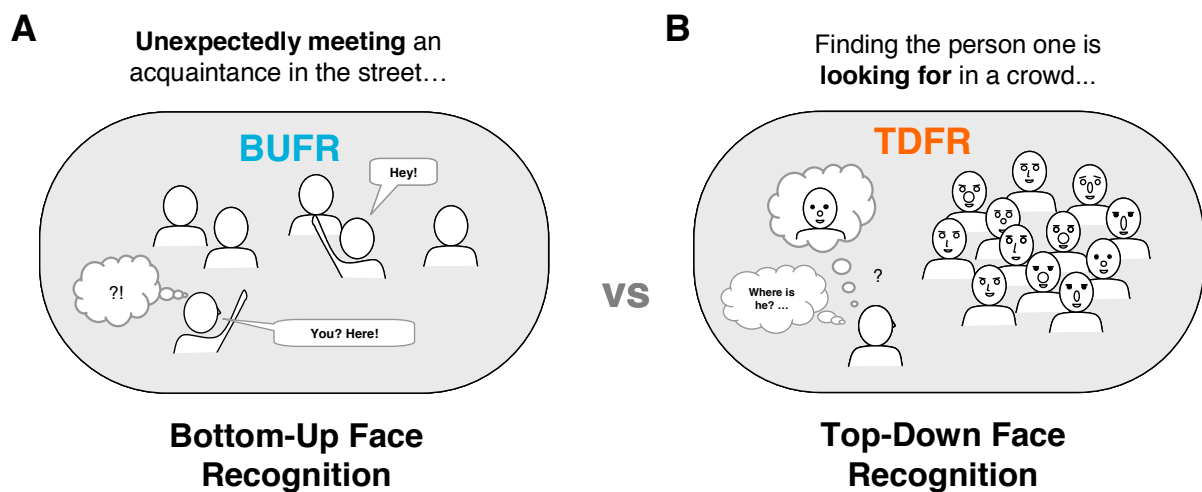 A
Unexpectedly meeting an
acquaintance in the street…
BUFR
Hey!
?!
You? Here!
Bottom-Up Face
Recognition
vs
B
Finding the person one is
looking for in a crowd...
TDFR
?
Where is
he? …
Top-Down Face
Recognition